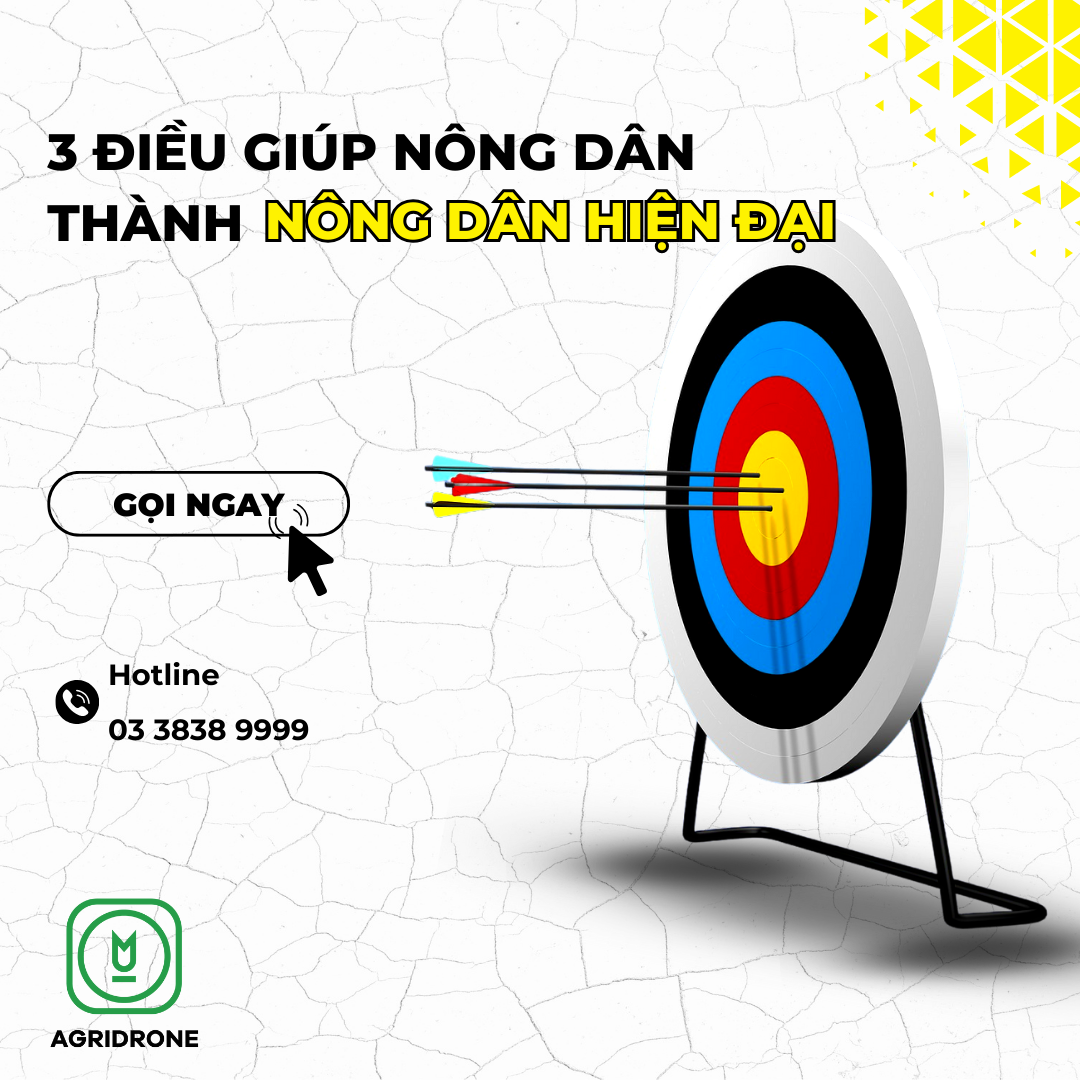 3 ĐIỀU GIÚP NÔNG DÂN
THÀNH NÔNG DÂN HIỆN ĐẠI
GỌI NGAY
Hotline
03 3838 9999
AGRIDRONE